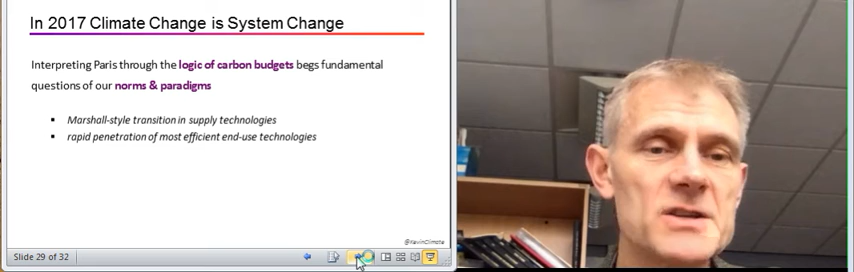 In 2017 Climate Change is System Change
Interpreting Paris through the logic of carbon budgets begs fundamental
questions of our norms & paradigms
Marshall-style transition in supply technologies
rapid penetration of most efficient end-use technologies
@KevinClimate
Slide 29 of 32